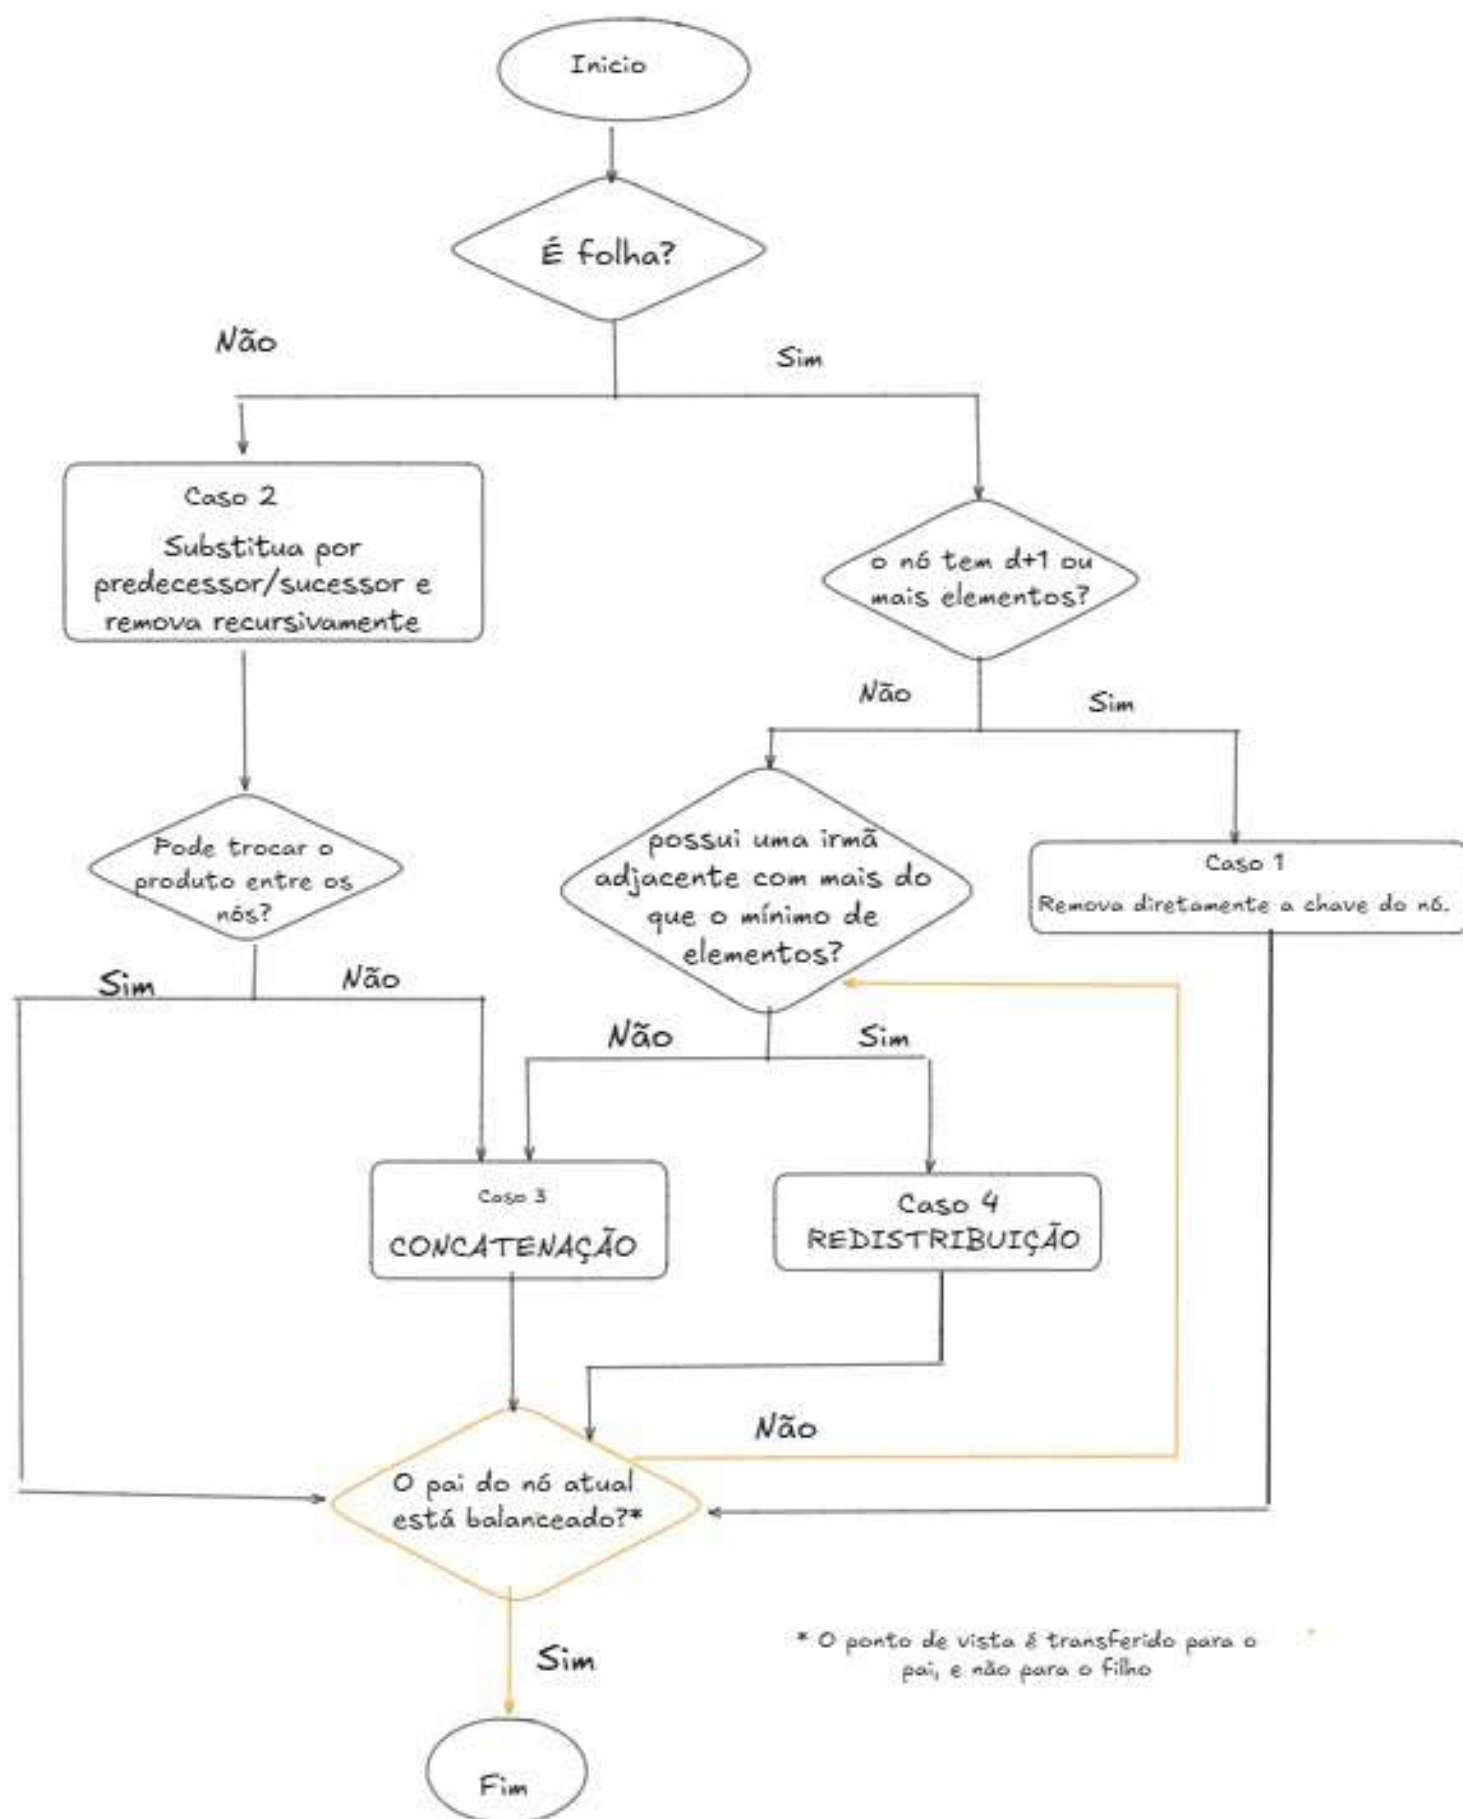 Inicio
É folha?
Não
Sim
Caso 2
Substitua por
predecessor/sucessor e
remova recursivamente
o nó tem d+1 ou
mais elementos?
Não
Sim
Pode trocar o
produto entre os
nós?
possui uma irmã
adjacente com mais do
que o mínimo de
elementos?
Caso 1
Remova diretamente a chave do nó.
Sim
Não
Não
Sim
Caso 3
CONCATENAÇÃO
Caso 4
REDISTRIBUIÇÃO
Não
O pai do nó atual
está balanceado?*
Sim
* O ponto de vista é transferido para o
pai, e não para o filho
Fim